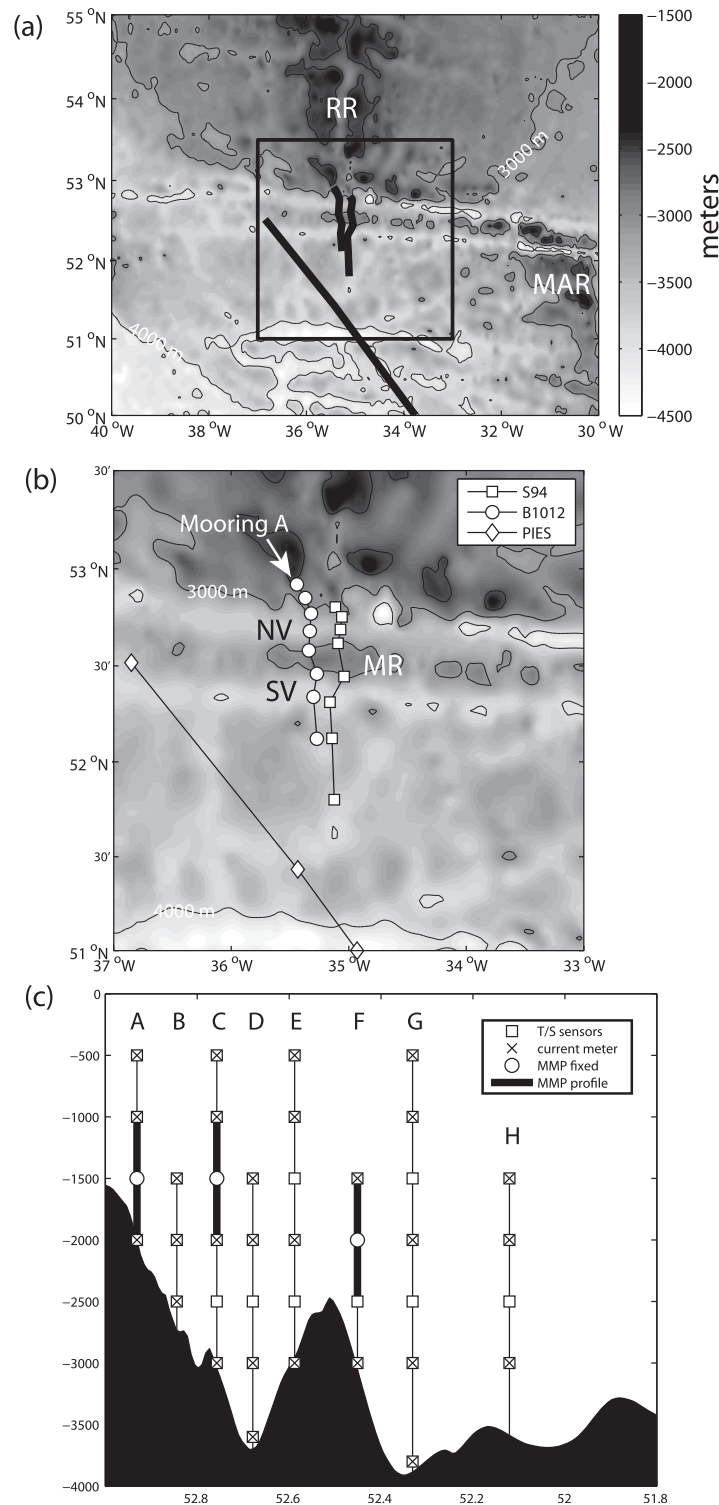 (a)
55 °N
54 °N
53 °N
52 °N
51 °N
50 °N
40 °W
38 °W
36 °W
34 °W
32 °W
30 °W
RR
3000 m
MAR
4000 m
−1500
−2000
−2500
−3000
−3500
−4000
−4500
meters
(b)
30′
53 °N
30′
52 °N
30′
51 °N
37 °W
36 °W
35 °W
34 °W
33 °W
S94
B1012
PIES
Mooring A
3000 m
NV
MR
SV
4000 m
(c)
0
−500
−1000
−1500
−2000
−2500
−3000
−3500
−4000
A B C D E F G
H
T/S sensors
current meter
MMP fixed
MMP profile
52.8 52.6 52.4 52.2 52 51.8